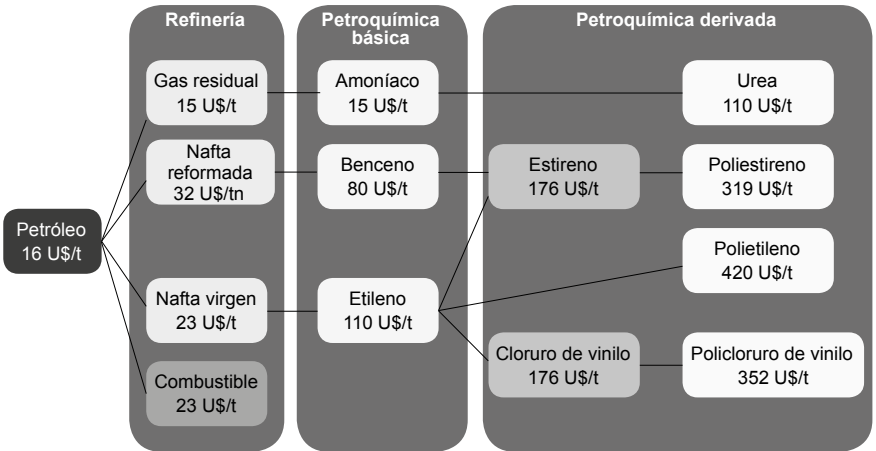 Refinería
Petroquímica
básica
Petroquímica derivada
Gas residual
15 U$/t
Amoníaco
15 U$/t
Urea
110 U$/t
Nafta
reformada
32 U$/tn
Benceno
80 U$/t
Estireno
176 U$/t
Poliestireno
319 U$/t
Petróleo
16 U$/t
Polietileno
420 U$/t
Nafta virgen
23 U$/t
Etileno
110 U$/t
Cloruro de vinilo
176 U$/t
Policloruro de vinilo
352 U$/t
Combustible
23 U$/t